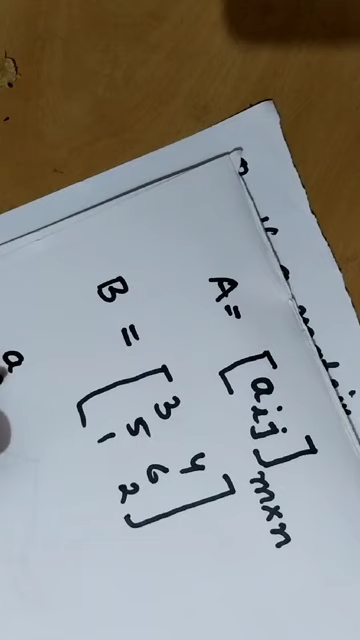 A = [aij] m×n
B = [3 4
5 6
1 2]
a